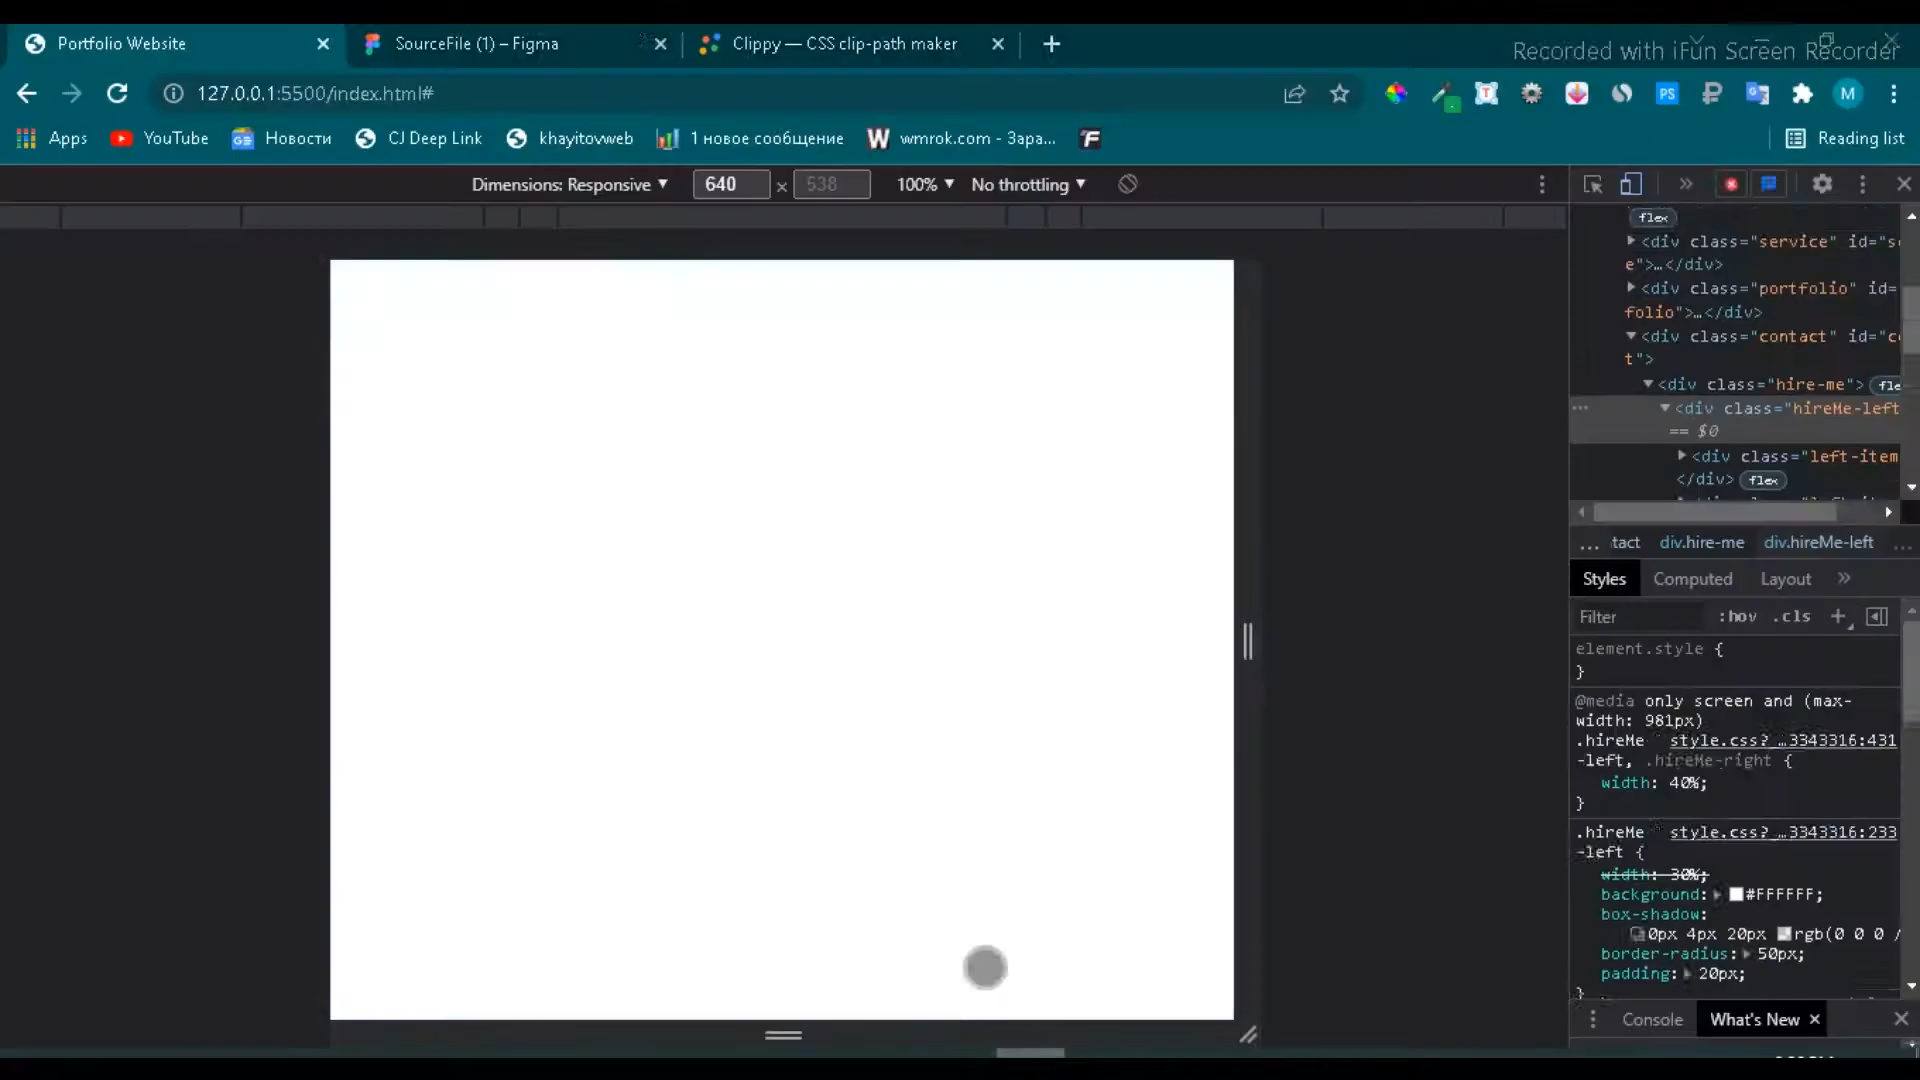 Portfolio Website
SourceFile (1) – Figma
Clippy — CSS clip-path maker
Recorded with iFun Screen Recorder
127.0.0.1:5500/index.html#
PS
M
Apps
YouTube
Новости
CJ Deep Link
khayitovweb
1 новое сообщение
wmrok.com - Зара...
Reading list
Dimensions: Responsive
640
×
538
100%
No throttling
flex
<div class="service" id="se
e">…</div>
<div class="portfolio" id=
folio">…</div>
<div class="contact" id="co
t">
<div class="hire-me"> fle
… <div class="hireMe-left
== $0
<div class="left-item
</div> flex
... tact div.hire-me div.hireMe-left ...
Styles
Computed
Layout
Filter
:hov .cls
element.style {
}
@media only screen and (max-
width: 981px)
.hireMe style.css?_…3343316:431
-left, .hireMe-right {
width: 40%;
}
.hireMe style.css?_…3343316:233
-left {
width: 30%;
background: #FFFFFF;
box-shadow:
0px 4px 20px rgb(0 0 0 /
border-radius: 50px;
padding: 20px;
}
Console
What's New